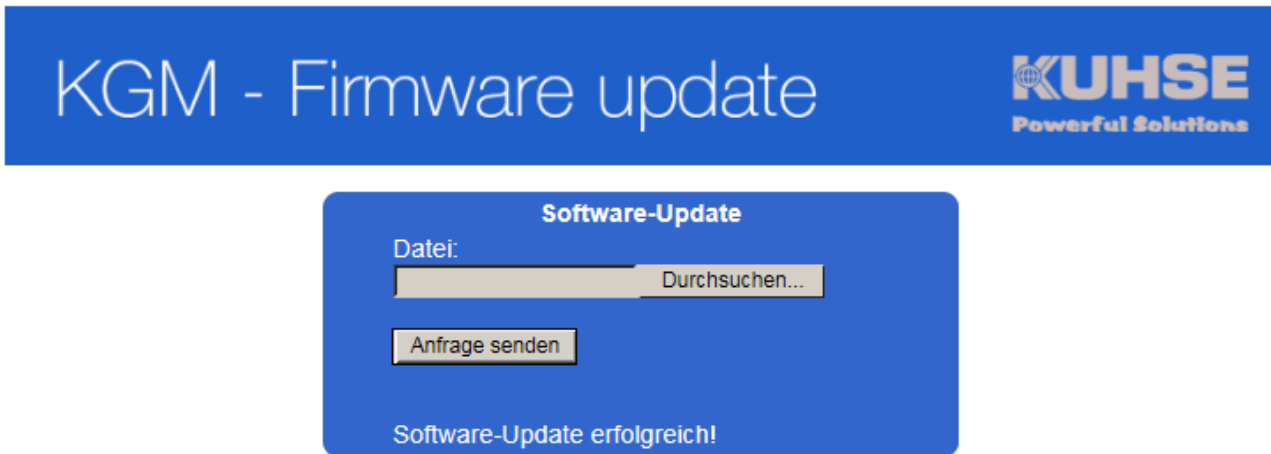 KGM - Firmware update
KUHSE
Powerful Solutions
Software-Update
Datei:
Durchsuchen...
Anfrage senden
Software-Update erfolgreich!